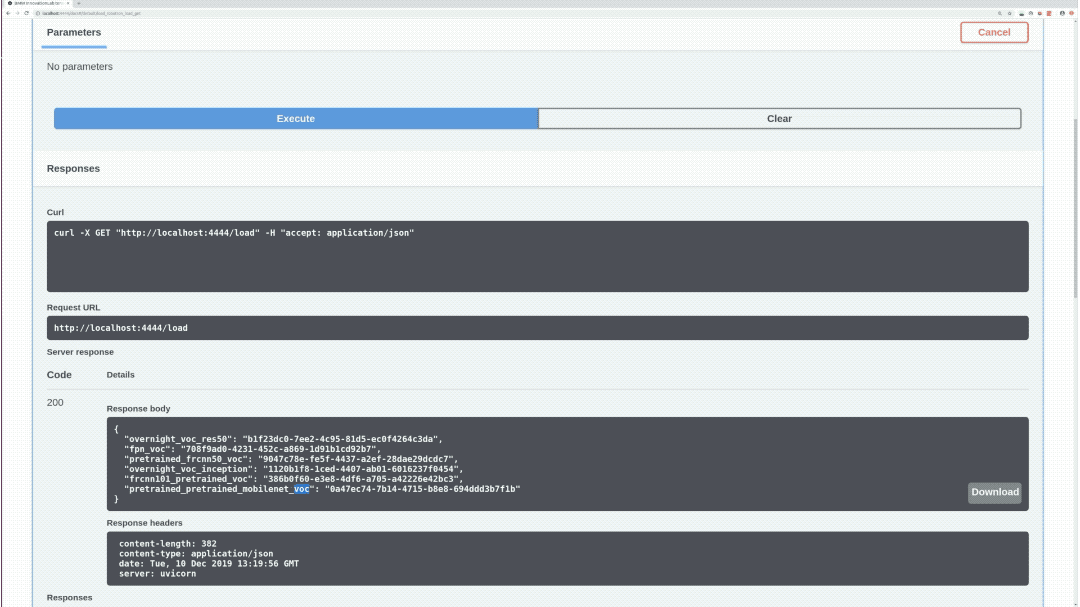 Parameters
Cancel
No parameters
Execute
Clear
Responses
Curl
curl -X GET "http://localhost:4444/load" -H "accept: application/json"
Request URL
http://localhost:4444/load
Server response
Code
Details
200
Response body
{
"overnight_voc_res50": "b1f23dc0-7ee2-4c95-81d5-ec0f4264c3da",
"fpn_voc": "708f9ad0-4231-452c-a869-1d91b1cd92b7",
"pretrained_frcnn50_voc": "9047c78e-fe5f-4437-a2ef-28dae29dcdc7",
"overnight_voc_inception": "1120b1f8-1ced-4407-ab01-6016237f0454",
"frcnn101_pretrained_voc": "386b0f60-e3e8-4df6-a705-a42226e42bc3",
"pretrained_pretrained_mobilenet_voc": "0a47ec74-7b14-4715-b8e8-694ddd3b7f1b"
}
Download
Response headers
content-length: 382
content-type: application/json
date: Tue, 10 Dec 2019 13:19:56 GMT
server: uvicorn
Responses